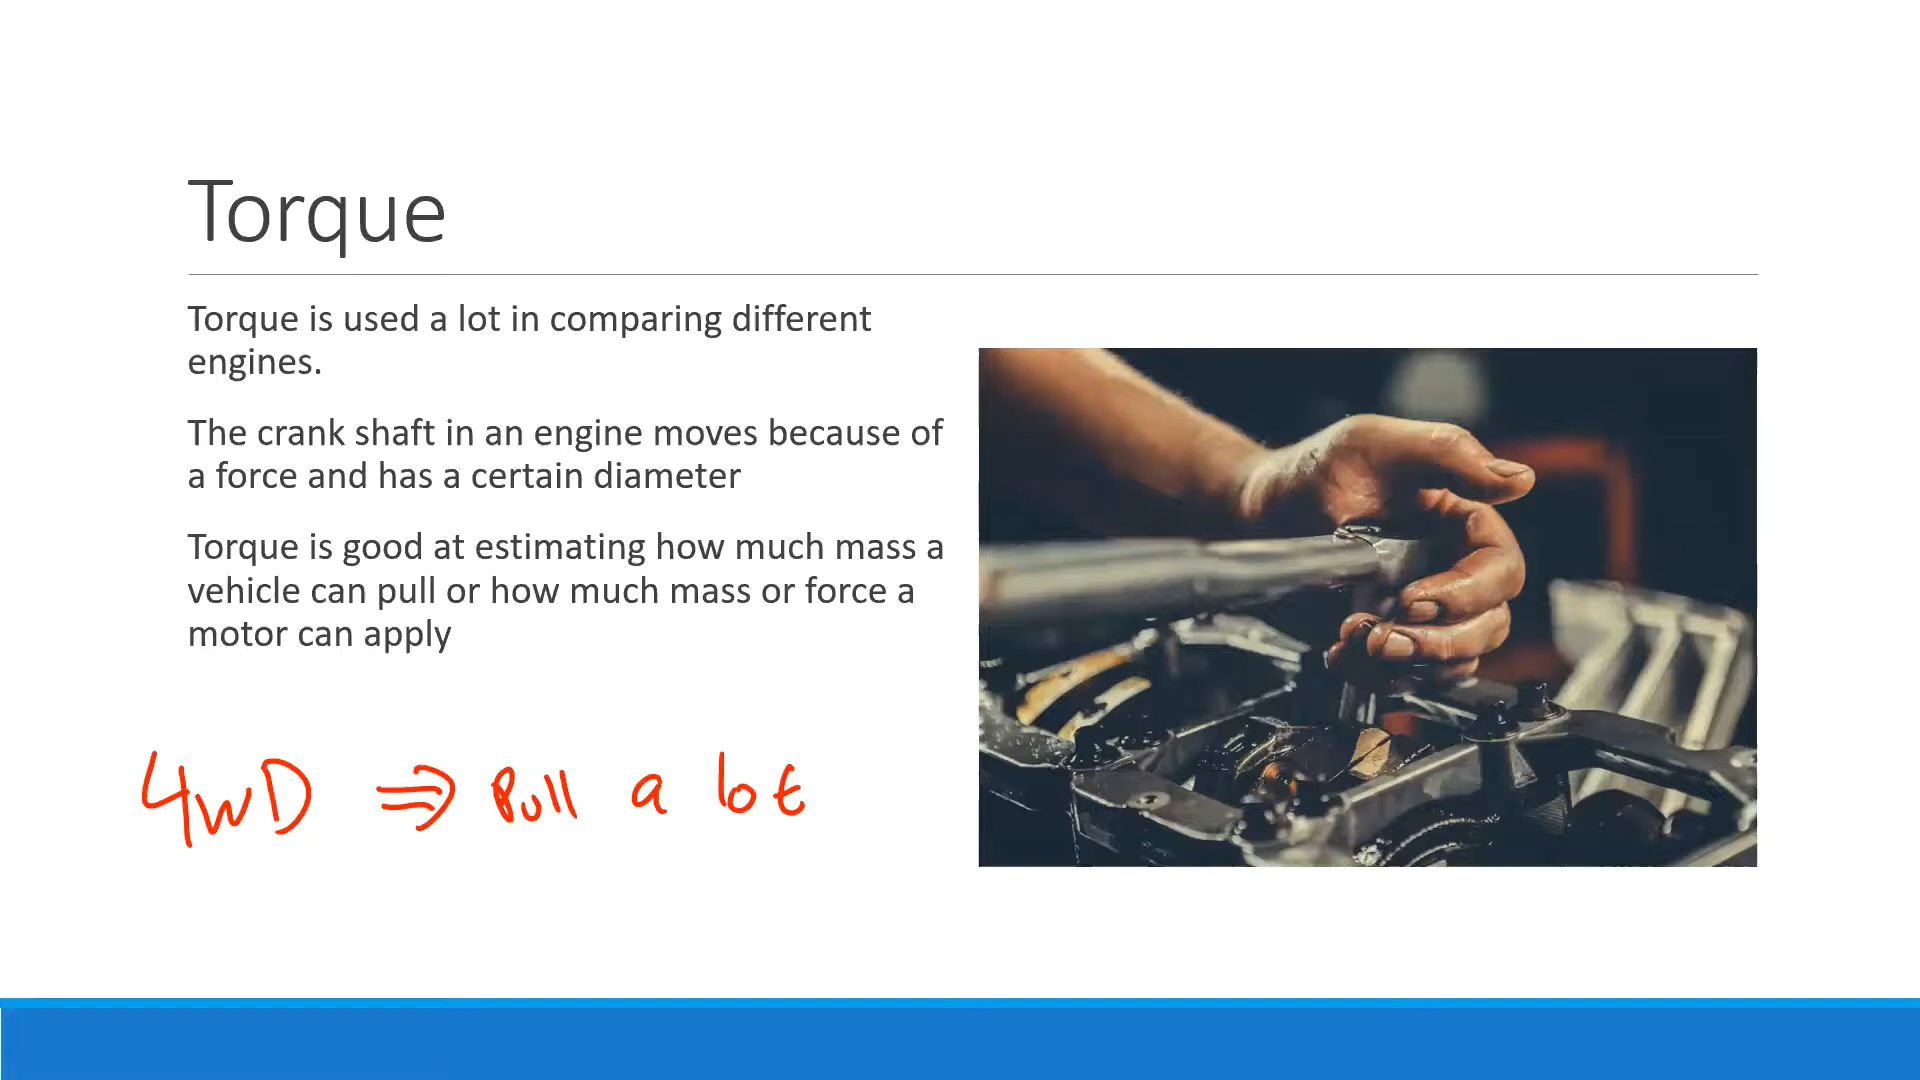 Torque
Torque is used a lot in comparing different
engines.
The crank shaft in an engine moves because of
a force and has a certain diameter
Torque is good at estimating how much mass a
vehicle can pull or how much mass or force a
motor can apply
4WD ⇒ Pull a lot